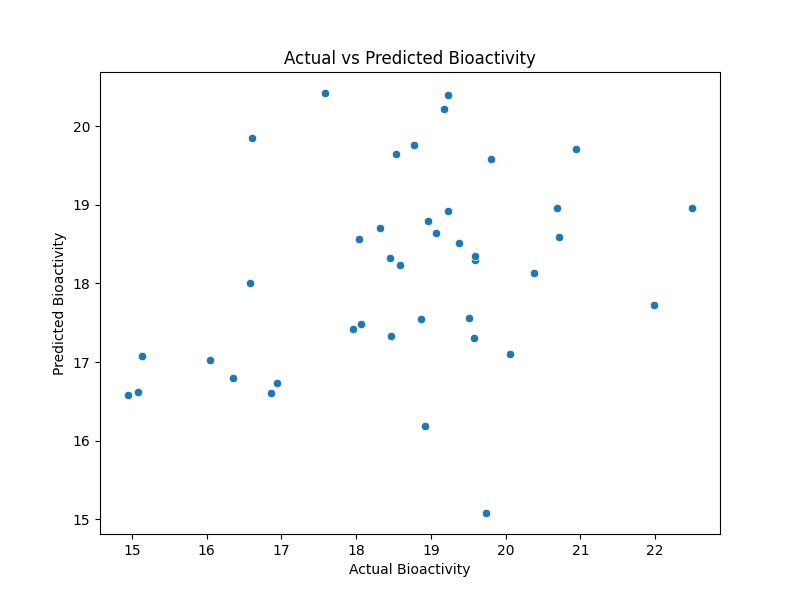 Actual vs Predicted Bioactivity
Predicted Bioactivity
20
19
18
17
16
15
15 16 17 18 19 20 21 22
Actual Bioactivity